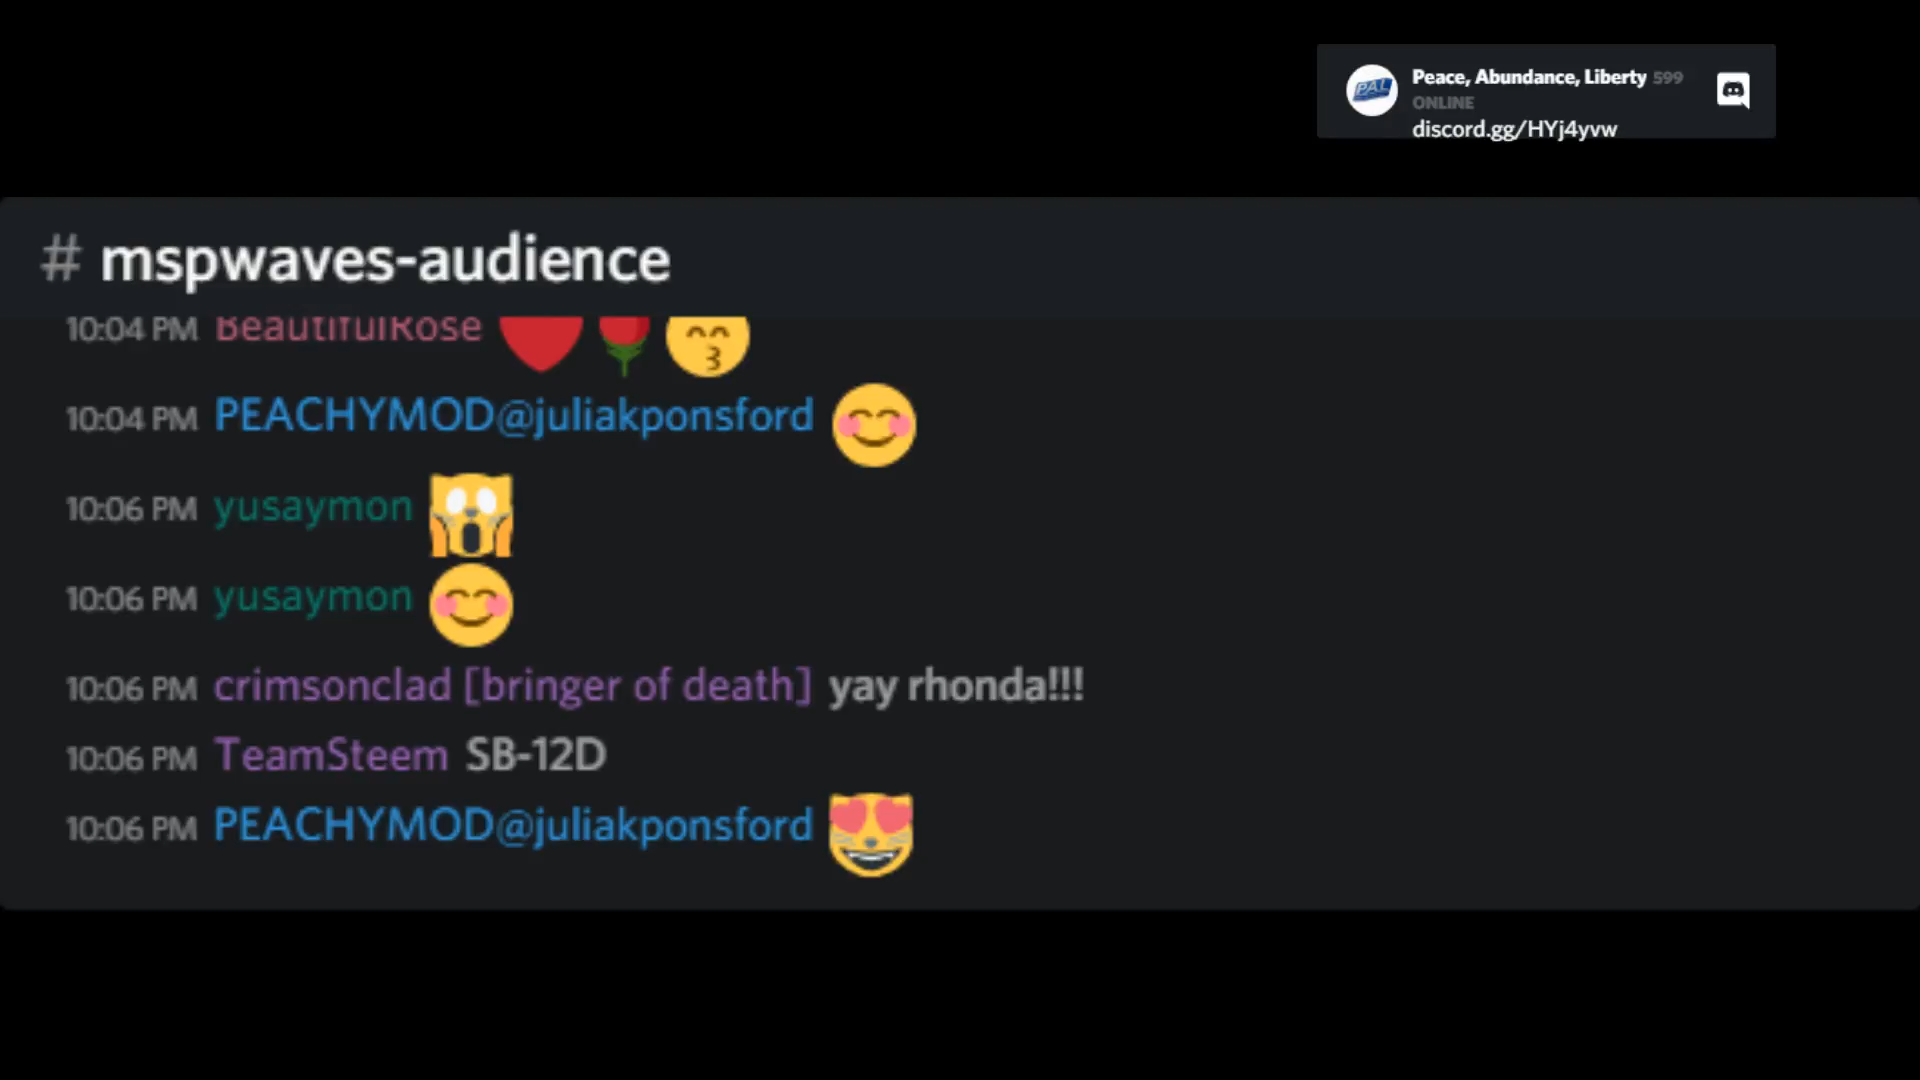 PAL
Peace, Abundance, Liberty 599
ONLINE
discord.gg/HYj4yvw
# mspwaves-audience
10:04 PM BeautifulRose ❤️🌹😙
10:04 PM PEACHYMOD@juliakponsford 😊
10:06 PM yusaymon 🙀
10:06 PM yusaymon 😊
10:06 PM crimsonclad [bringer of death] yay rhonda!!!
10:06 PM TeamSteem SB-12D
10:06 PM PEACHYMOD@juliakponsford 😻